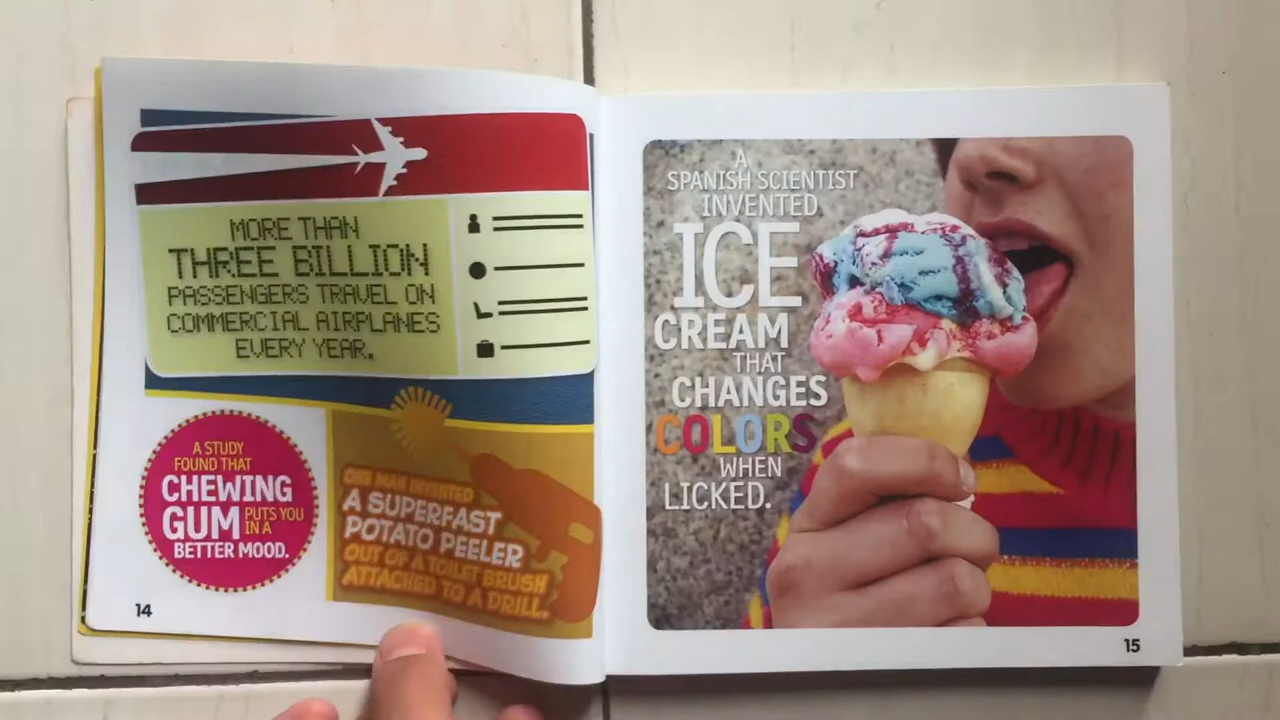 MORE THAN
THREE BILLION
PASSENGERS TRAVEL ON
COMMERCIAL AIRPLANES
EVERY YEAR.
A STUDY
FOUND THAT
CHEWING
GUM PUTS YOU
IN A
BETTER MOOD.
ONE MAN INVENTED
A SUPERFAST
POTATO PEELER
OUT OF A TOILET BRUSH
ATTACHED TO A DRILL.
14
A
SPANISH SCIENTIST
INVENTED
ICE
CREAM
THAT
CHANGES
COLORS
WHEN
LICKED.
15